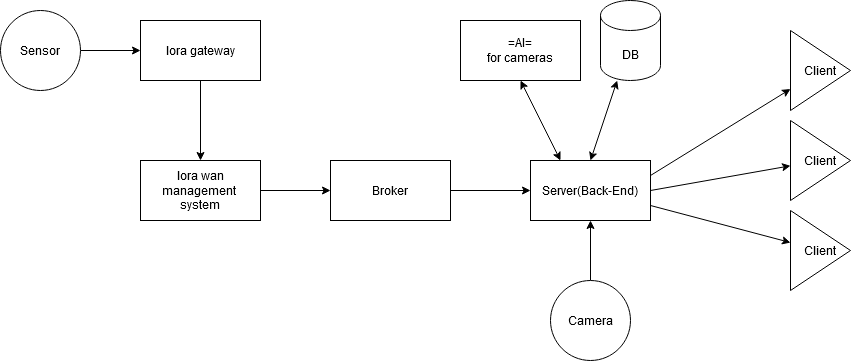 Sensor
lora gateway
=AI=
for cameras
DB
Client
lora wan
management
system
Broker
Server(Back-End)
Client
Client
Camera